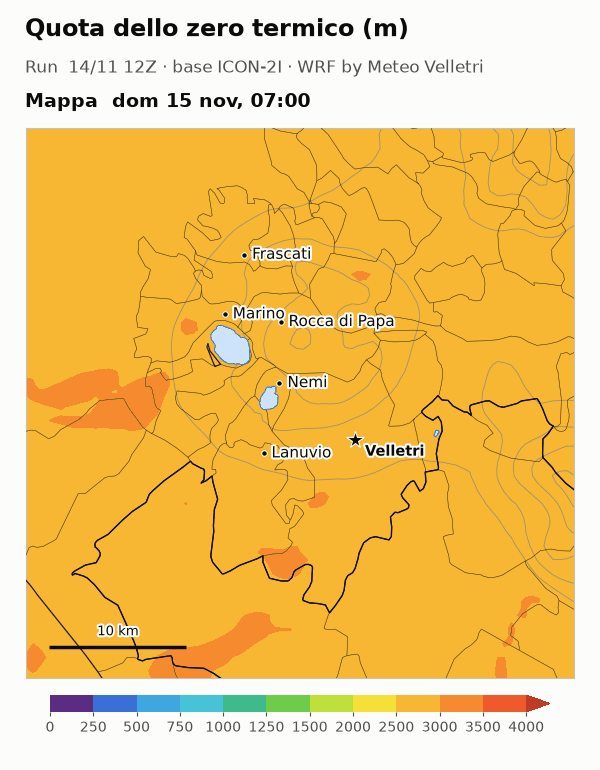 Quota dello zero termico (m)
Run  14/11 12Z · base ICON-2I · WRF by Meteo Velletri
Mappa  dom 15 nov, 07:00
Frascati
Marino
Rocca di Papa
Nemi
Velletri
Lanuvio
10 km
0 250 500 750 1000 1250 1500 2000 2500 3000 3500 4000